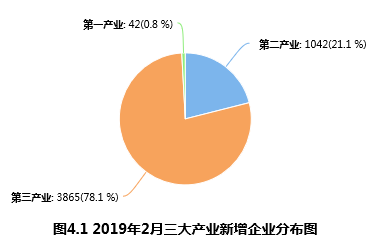 第一产业: 42(0.8 %)
第二产业: 1042(21.1 %)
第三产业: 3865(78.1 %)
图4.1 2019年2月三大产业新增企业分布图